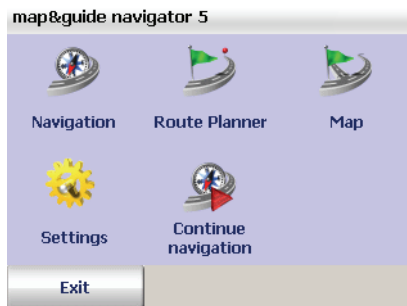 map&guide navigator 5
Navigation
Route Planner
Map
Settings
Continue
navigation
Exit